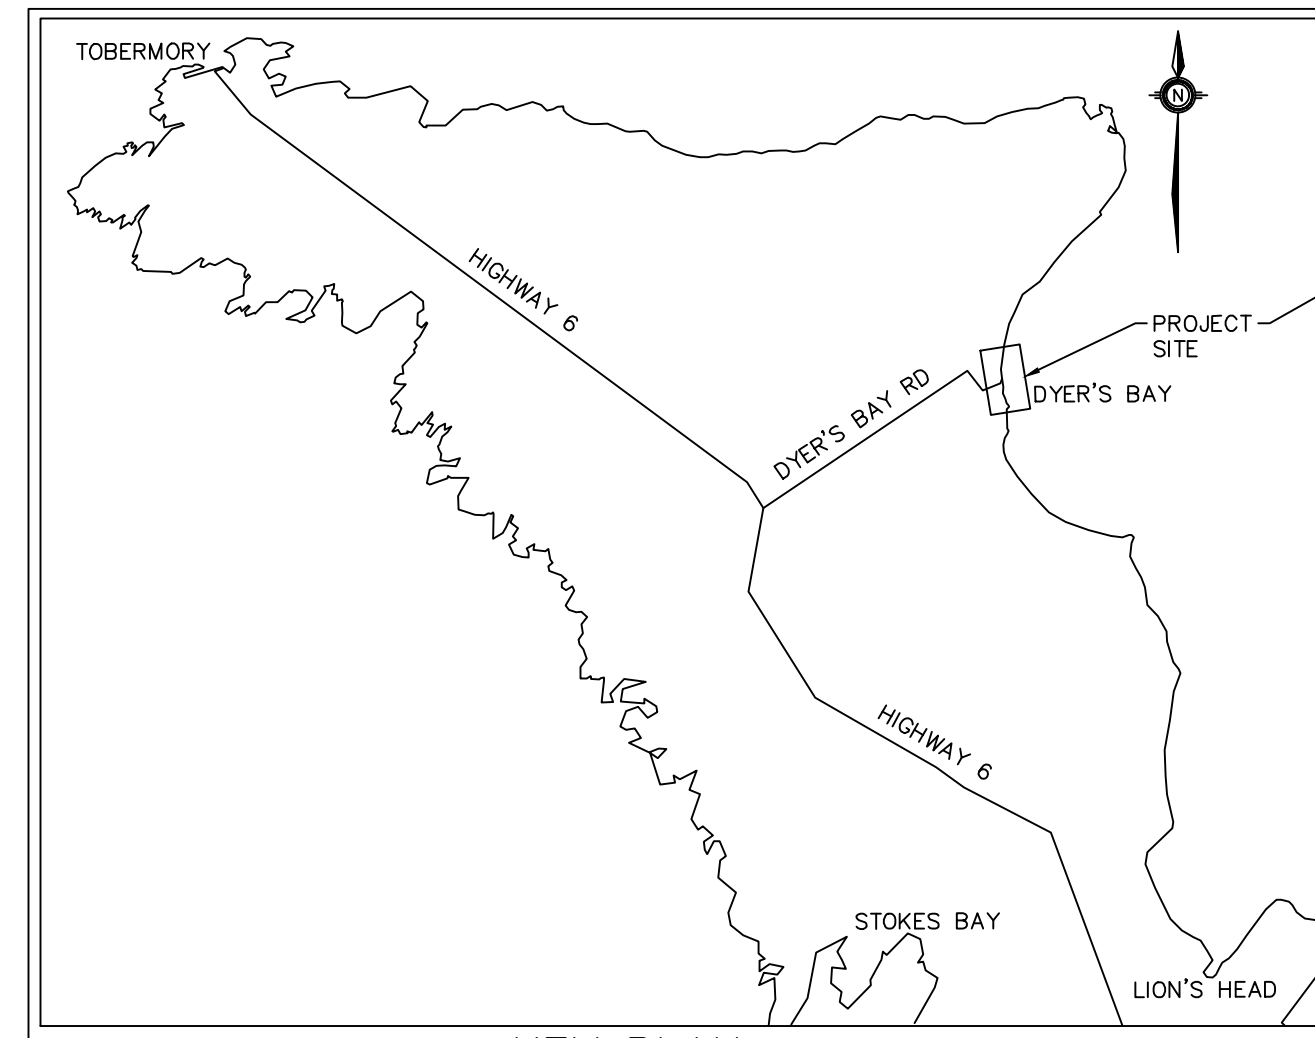 TOBERMORY
N
HIGHWAY 6
PROJECT
SITE
DYER'S BAY RD
DYER'S BAY
HIGHWAY 6
STOKES BAY
LION'S HEAD